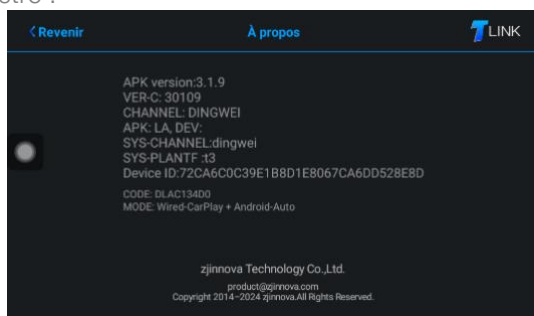 ‹ Revenir
À propos
TLINK
APK version:3.1.9
VER-C: 30109
CHANNEL: DINGWEI
APK: LA, DEV:
SYS-CHANNEL:dingwei
SYS-PLANTF :t3
Device ID:72CA6C0C39E1B8D1E8067CA6DD528E8D
CODE: DLAC134D0
MODE: Wired-CarPlay + Android-Auto
zjinnova Technology Co.,Ltd.
product@zjinnova.com
Copyright 2014–2024 zjinnova.All Rights Reserved.